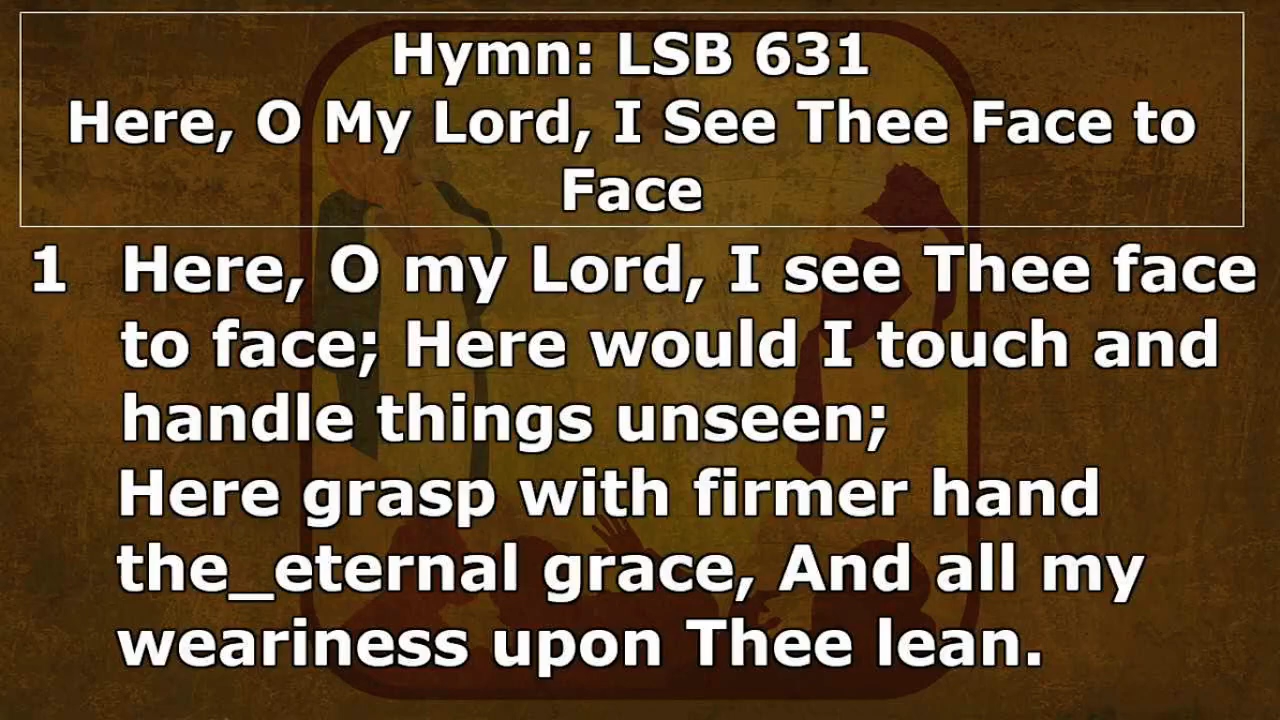 Hymn: LSB 631
Here, O My Lord, I See Thee Face to
Face
1 Here, O my Lord, I see Thee face
to face; Here would I touch and
handle things unseen;
Here grasp with firmer hand
the_eternal grace, And all my
weariness upon Thee lean.